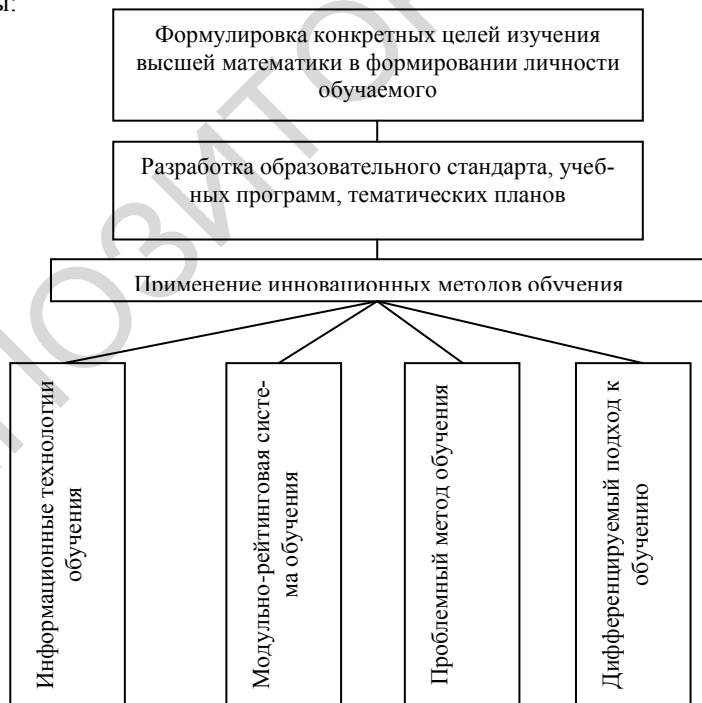 ы:
Формулировка конкретных целей изучения
высшей математики в формировании личности
обучаемого
Разработка образовательного стандарта, учеб-
ных программ, тематических планов
Применение инновационных методов обучения
Информационные технологии
обучения
Модульно-рейтинговая систе-
ма обучения
Проблемный метод обучения
Дифференцируемый подход к
обучению